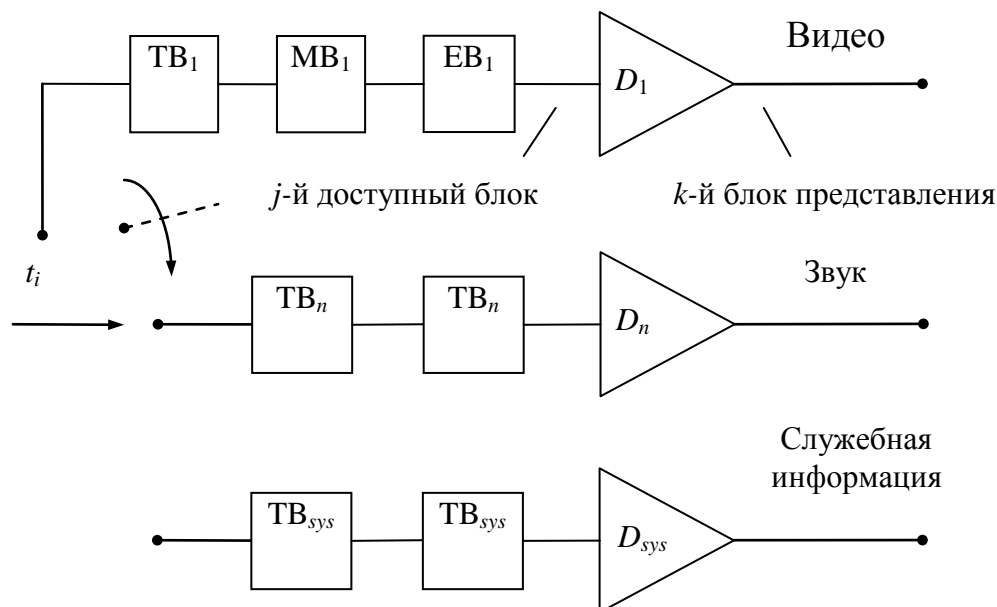 TB1 MB1 EB1 D1 Видео
j-й доступный блок k-й блок представления
ti
TBn TBn Dn Звук
Служебная
информация
TBsys TBsys Dsys